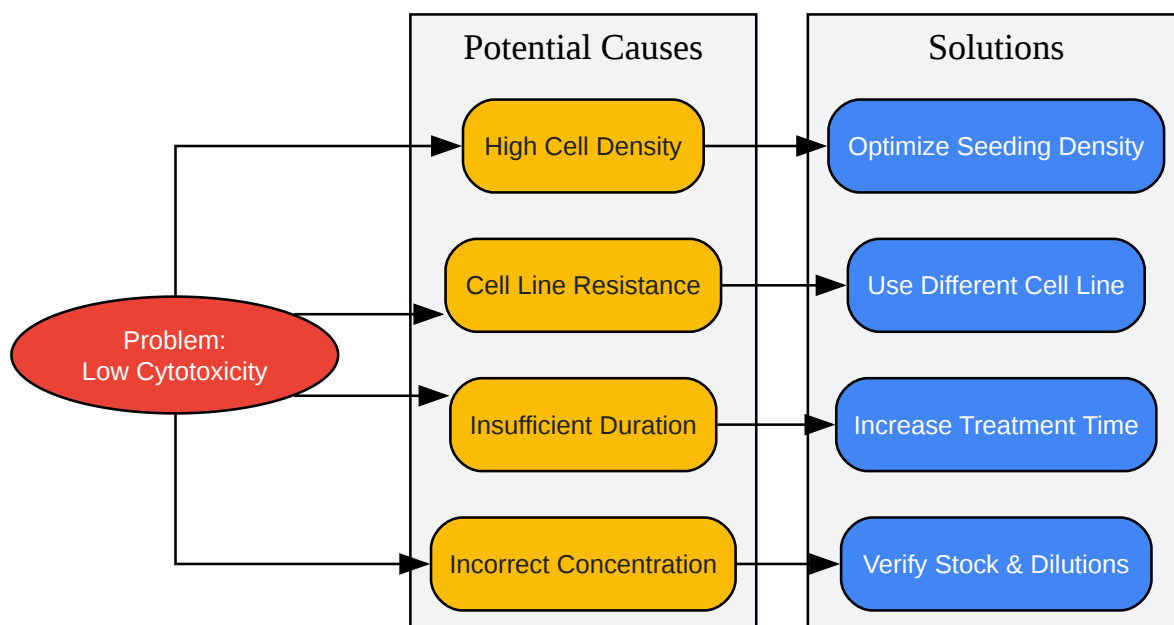 Potential Causes
Solutions
High Cell Density
Optimize Seeding Density
Cell Line Resistance
Use Different Cell Line
Problem:
Low Cytotoxicity
Insufficient Duration
Increase Treatment Time
Incorrect Concentration
Verify Stock & Dilutions